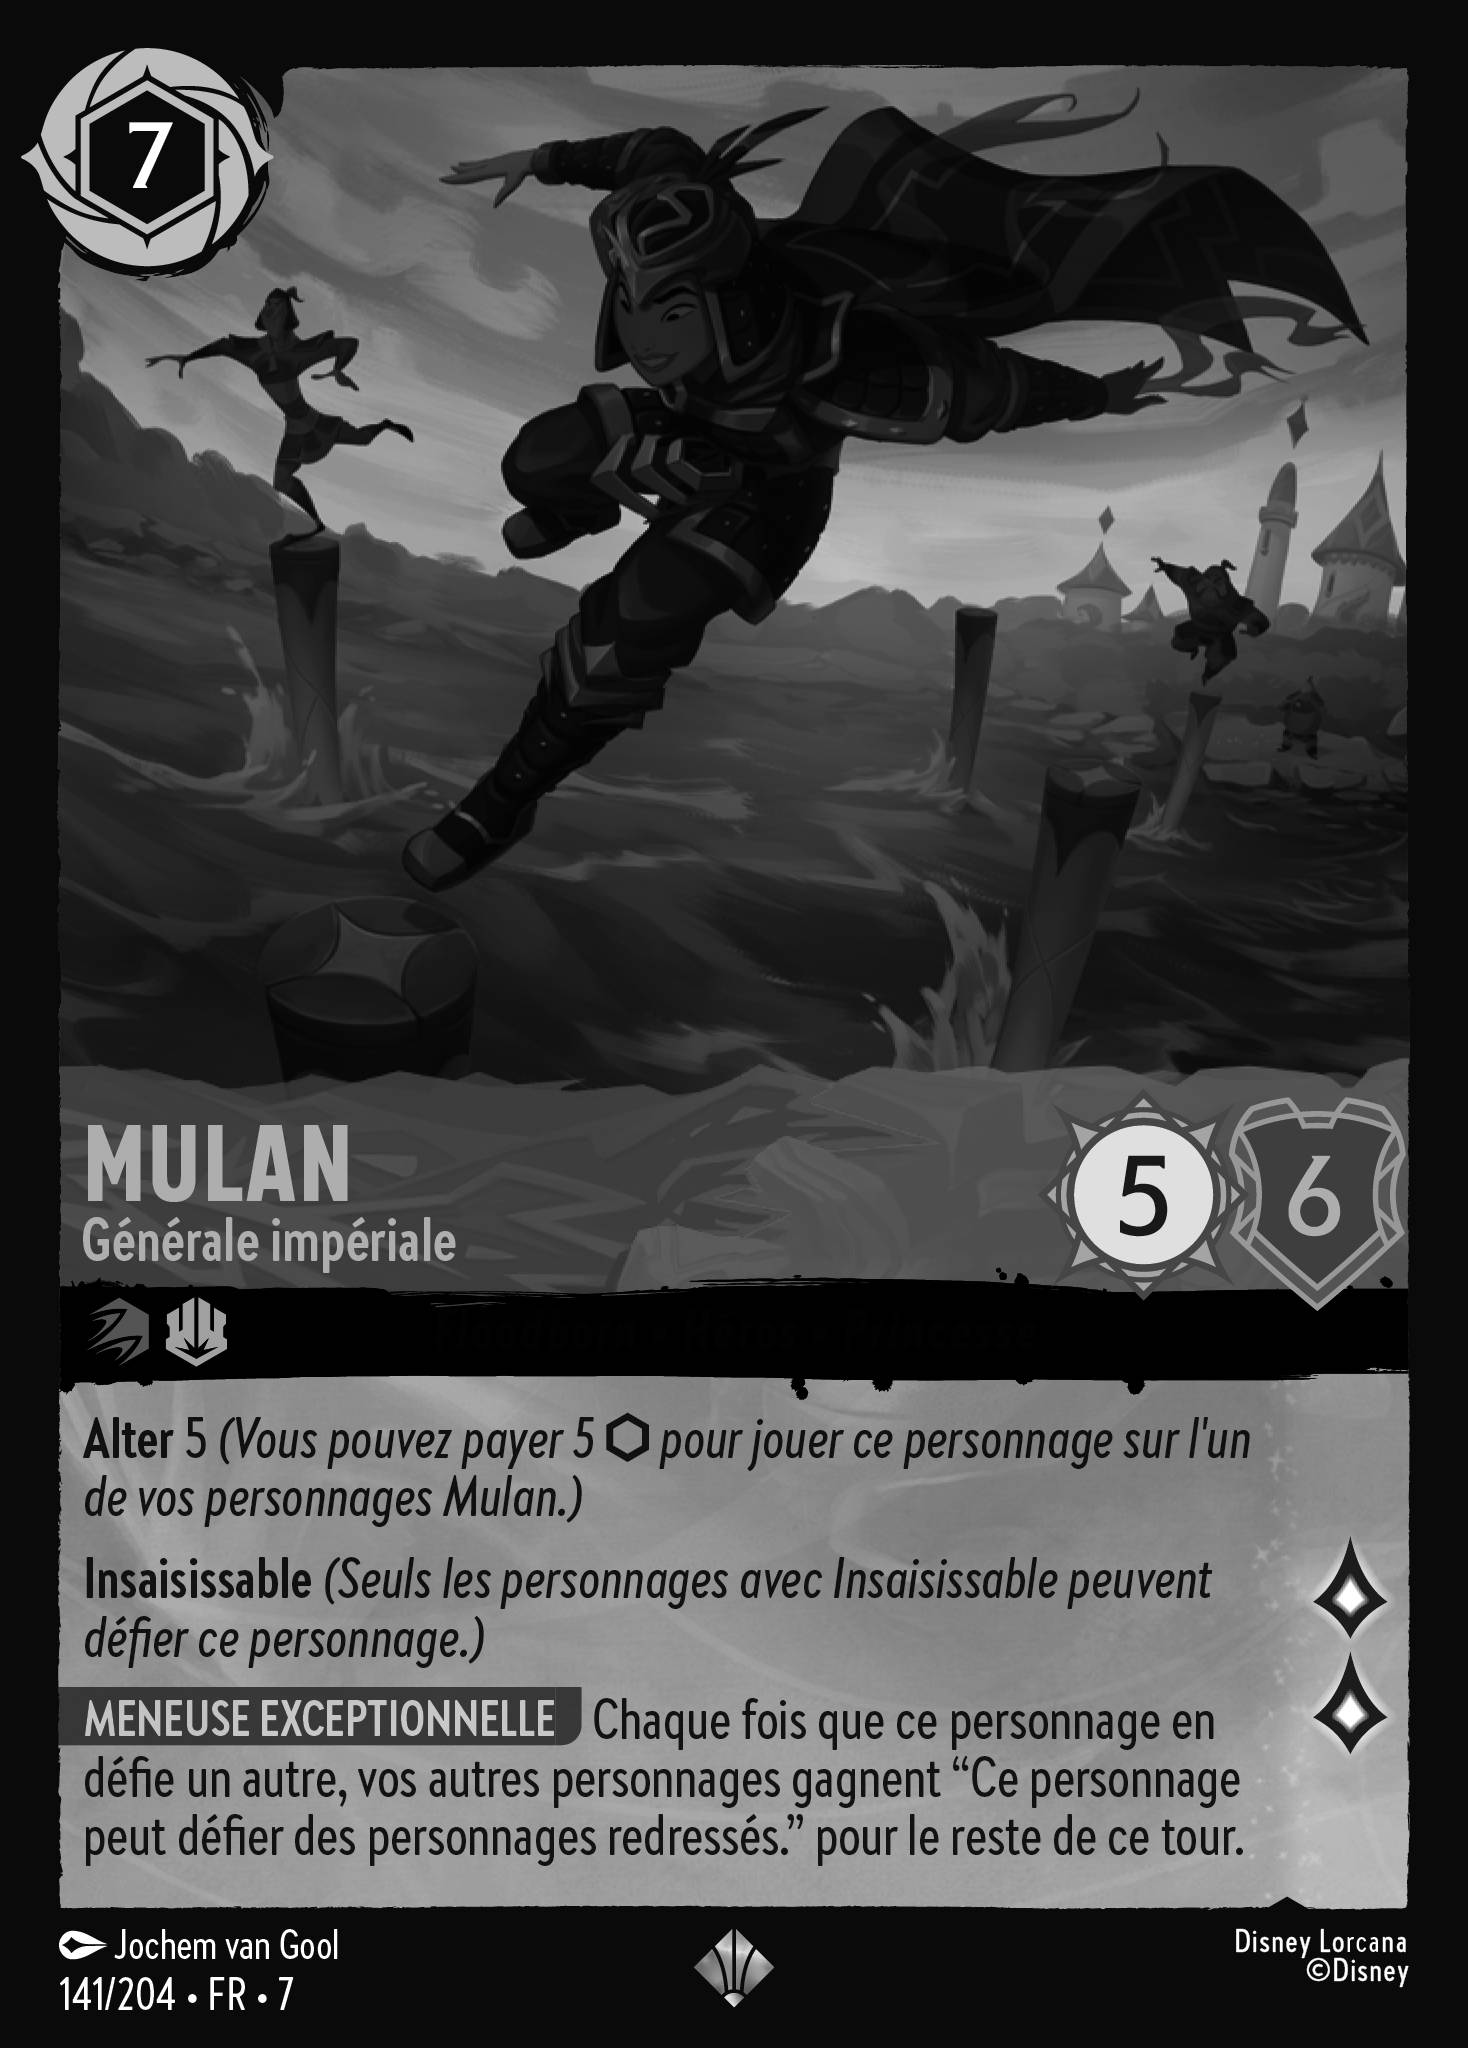 7
MULAN
Générale impériale
5
6
Floodborn • Héros • Princesse
Alter 5 (Vous pouvez payer 5 pour jouer ce personnage sur l'un
de vos personnages Mulan.)
Insaisissable (Seuls les personnages avec Insaisissable peuvent
défier ce personnage.)
MENEUSE EXCEPTIONNELLE Chaque fois que ce personnage en
défie un autre, vos autres personnages gagnent “Ce personnage
peut défier des personnages redressés.” pour le reste de ce tour.
Jochem van Gool
141/204 • FR • 7
Disney Lorcana
©Disney